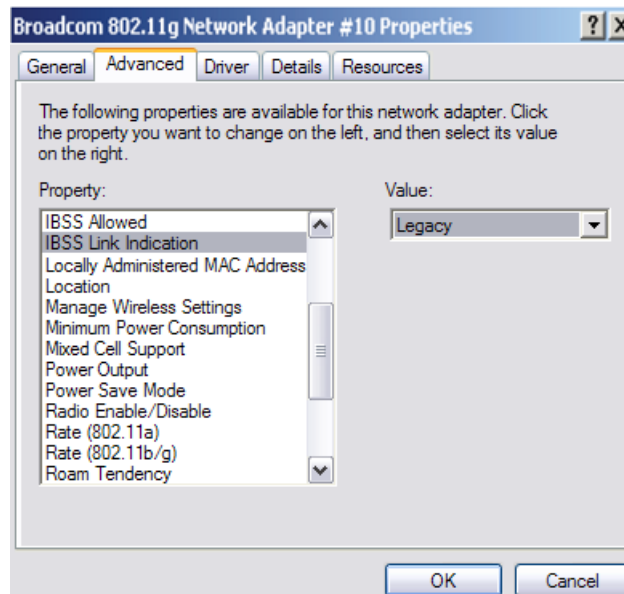 Broadcom 802.11g Network Adapter #10 Properties
General Advanced Driver Details Resources
The following properties are available for this network adapter. Click
the property you want to change on the left, and then select its value
on the right.
Property: Value:
IBSS Allowed
IBSS Link Indication
Legacy
Locally Administered MAC Address
Location
Manage Wireless Settings
Minimum Power Consumption
Mixed Cell Support
Power Output
Power Save Mode
Radio Enable/Disable
Rate (802.11a)
Rate (802.11b/g)
Roam Tendency
OK Cancel